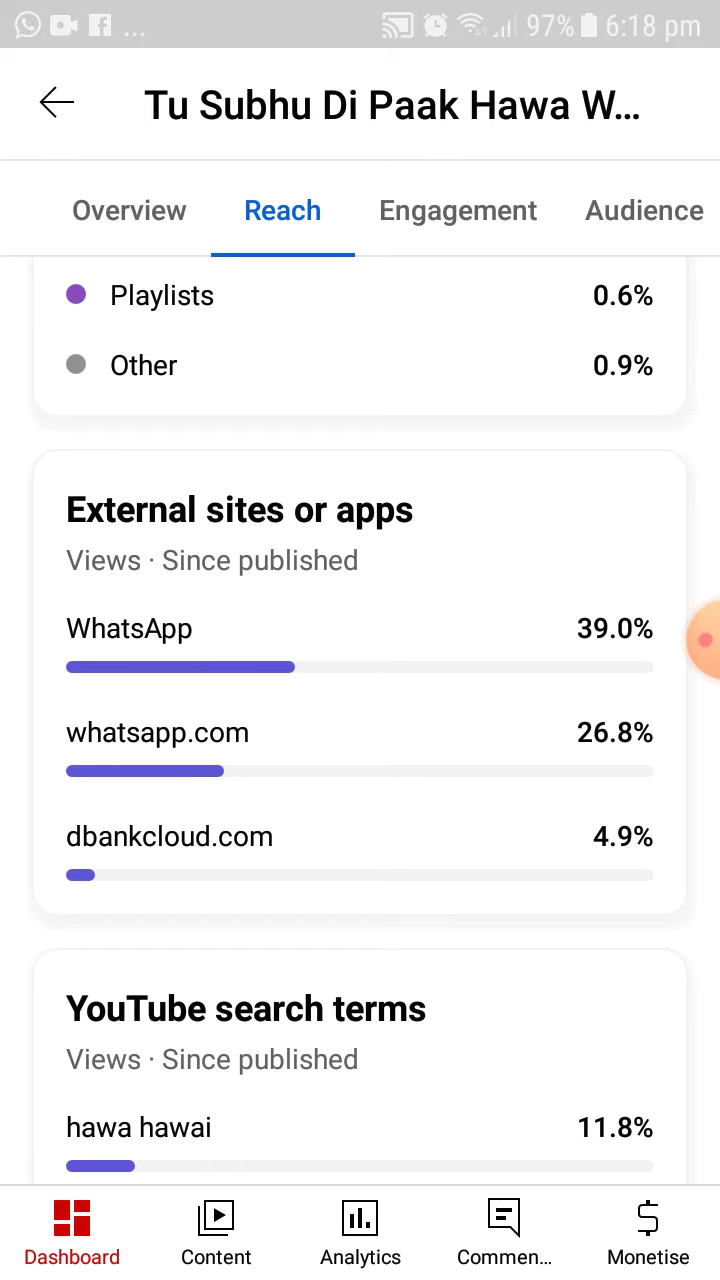 ... 97% 6:18 pm
Tu Subhu Di Paak Hawa W...
Overview Reach Engagement Audience
Playlists 0.6%
Other 0.9%
External sites or apps
Views · Since published
WhatsApp 39.0%
whatsapp.com 26.8%
dbankcloud.com 4.9%
YouTube search terms
Views · Since published
hawa hawai 11.8%
Dashboard Content Analytics Commen... Monetise